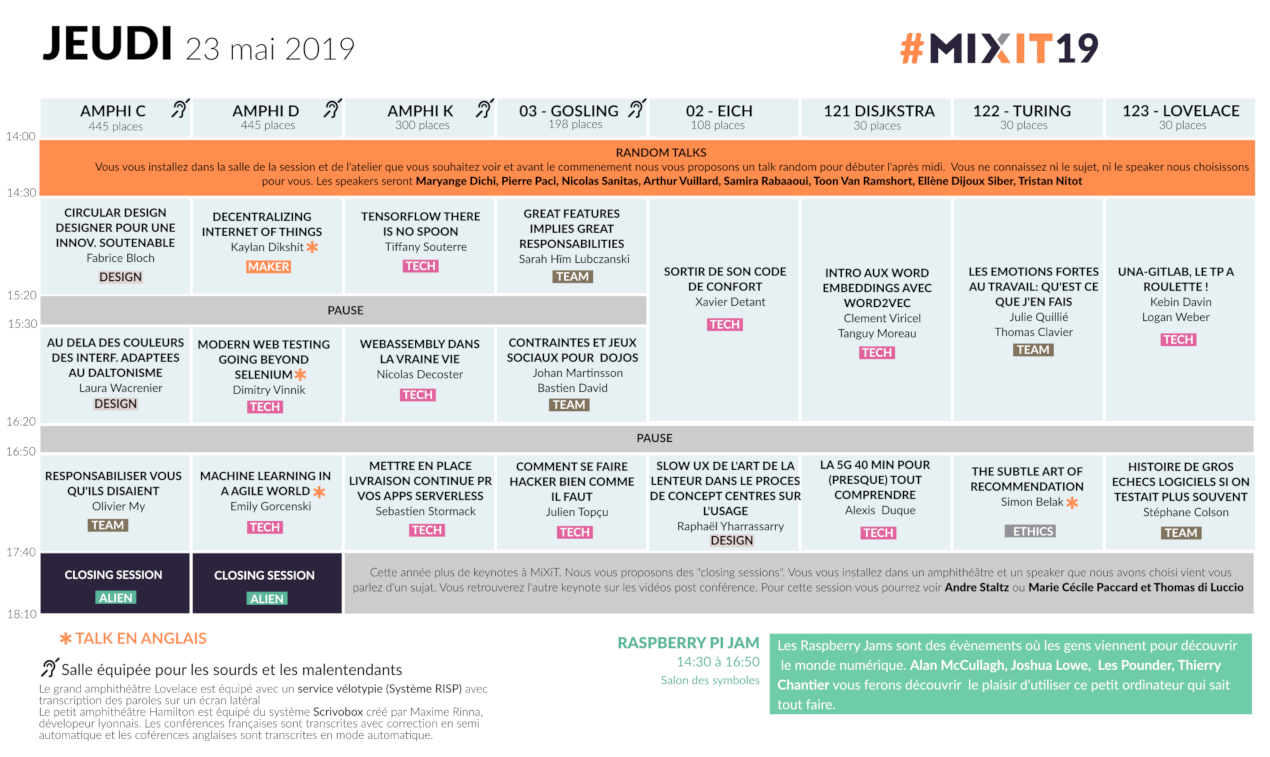 JEUDI 23 mai 2019
#MIXIT19
AMPHI C
445 places
AMPHI D
445 places
AMPHI K
300 places
03 - GOSLING
198 places
02 - EICH
108 places
121 DISJKSTRA
30 places
122 - TURING
30 places
123 - LOVELACE
30 places
14:00
RANDOM TALKS
Vous vous installez dans la salle de la session et de l'atelier que vous souhaitez voir et avant le commenement nous vous proposons un talk random pour débuter l'après midi. Vous ne connaissez ni le sujet, ni le speaker nous choisissons
pour vous. Les speakers seront Maryange Dichi, Pierre Paci, Nicolas Sanitas, Arthur Vuillard, Samira Rabaaoui, Toon Van Ramshort, Ellène Dijoux Siber, Tristan Nitot
14:30
CIRCULAR DESIGN
DESIGNER POUR UNE
INNOV. SOUTENABLE
Fabrice Bloch
DESIGN
DECENTRALIZING
INTERNET OF THINGS
Kaylan Dikshit
MAKER
TENSORFLOW THERE
IS NO SPOON
Tiffany Souterre
TECH
GREAT FEATURES
IMPLIES GREAT
RESPONSABILITIES
Sarah Hïm Lubczanski
TEAM
SORTIR DE SON CODE
DE CONFORT
Xavier Detant
TECH
INTRO AUX WORD
EMBEDDINGS AVEC
WORD2VEC
Clement Viricel
Tanguy Moreau
TECH
LES EMOTIONS FORTES
AU TRAVAIL: QU'EST CE
QUE J'EN FAIS
Julie Quillié
Thomas Clavier
TEAM
UNA-GITLAB, LE TP A
ROULETTE !
Kebin Davin
Logan Weber
TECH
15:20
PAUSE
15:30
AU DELA DES COULEURS
DES INTERF. ADAPTEES
AU DALTONISME
Laura Wacrenier
DESIGN
MODERN WEB TESTING
GOING BEYOND
SELENIUM
Dimitry Vinnik
TECH
WEBASSEMBLY DANS
LA VRAINE VIE
Nicolas Decoster
TECH
CONTRAINTES ET JEUX
SOCIAUX POUR DOJOS
Johan Martinsson
Bastien David
TEAM
16:20
PAUSE
16:50
RESPONSABILISER VOUS
QU'ILS DISAIENT
Olivier My
TEAM
MACHINE LEARNING IN
A AGILE WORLD
Emily Gorcenski
TECH
METTRE EN PLACE
LIVRAISON CONTINUE PR
VOS APPS SERVERLESS
Sebastien Stormack
TECH
COMMENT SE FAIRE
HACKER BIEN COMME
IL FAUT
Julien Topçu
TECH
SLOW UX DE L'ART DE LA
LENTEUR DANS LE PROCES
DE CONCEPT CENTRES SUR
L'USAGE
Raphaël Yharrassarry
DESIGN
LA 5G 40 MIN POUR
(PRESQUE) TOUT
COMPRENDRE
Alexis Duque
TECH
THE SUBTLE ART OF
RECOMMENDATION
Simon Belak
ETHICS
HISTOIRE DE GROS
ECHECS LOGICIELS SI ON
TESTAIT PLUS SOUVENT
Stéphane Colson
TEAM
17:40
CLOSING SESSION
ALIEN
CLOSING SESSION
ALIEN
Cette année plus de keynotes à MiXiT. Nous vous proposons des "closing sessions". Vous vous installez dans un amphithéâtre et un speaker que nous avons choisi vient vous
parlez d'un sujet. Vous retrouverez l'autre keynote sur les vidéos post conférence. Pour cette session vous pourrez voir Andre Staltz ou Marie Cécile Paccard et Thomas di Luccio
18:10
TALK EN ANGLAIS
Salle équipée pour les sourds et les malentendants
Le grand amphithéâtre Lovelace est équipé avec un service vélotypie (Système RISP) avec
transcription des paroles sur un écran latéral
Le petit amphithéâtre Hamilton est équipé du système Scrivobox créé par Maxime Rinna,
dévelopeur lyonnais. Les conférences françaises sont transcrites avec correction en semi
automatique et les coférences anglaises sont transcrites en mode automatique.
RASPBERRY PI JAM
14:30 à 16:50
Salon des symboles
Les Raspberry Jams sont des évènements où les gens viennent pour découvrir
le monde numérique. Alan McCullagh, Joshua Lowe, Les Pounder, Thierry
Chantier vous ferons découvrir le plaisir d'utiliser ce petit ordinateur qui sait
tout faire.